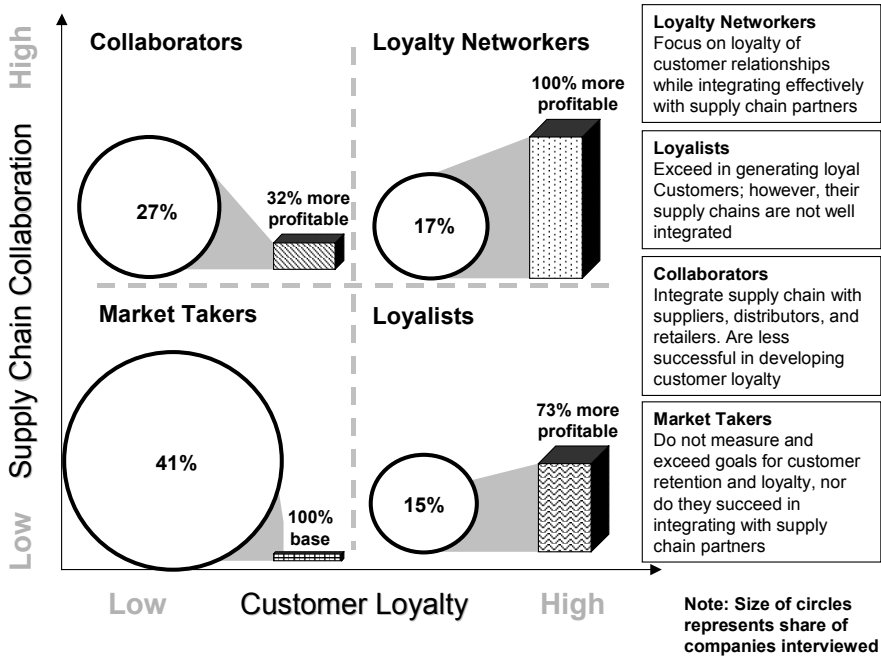 Supply Chain Collaboration
High
Low
Collaborators
27%
32% more
profitable
Loyalty Networkers
17%
100% more
profitable
Market Takers
41%
100%
base
Loyalists
15%
73% more
profitable
Low
Customer Loyalty
High
Loyalty Networkers
Focus on loyalty of
customer relationships
while integrating effectively
with supply chain partners
Loyalists
Exceed in generating loyal
Customers; however, their
supply chains are not well
integrated
Collaborators
Integrate supply chain with
suppliers, distributors, and
retailers. Are less
successful in developing
customer loyalty
Market Takers
Do not measure and
exceed goals for customer
retention and loyalty, nor
do they succeed in
integrating with supply
chain partners
Note: Size of circles
represents share of
companies interviewed